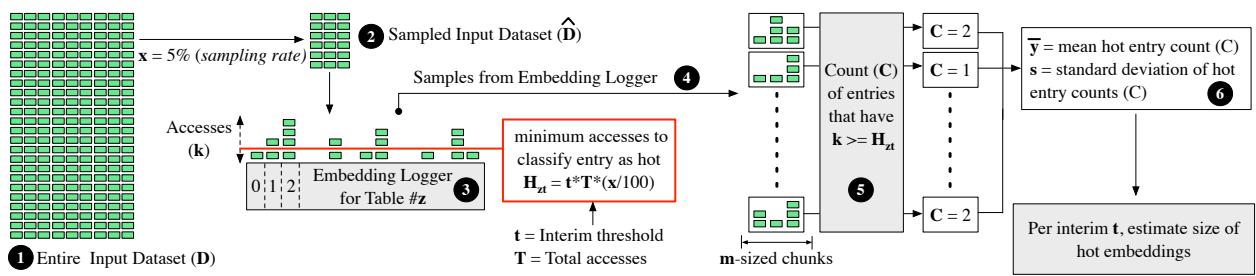 1 Entire Input Dataset (D)
x = 5% (sampling rate)
2 Sampled Input Dataset (D̂)
Samples from Embedding Logger 4
Accesses
(k)
0 1 2
Embedding Logger
for Table #z
3
minimum accesses to
classify entry as hot
H_zt = t*T*(x/100)
t = Interim threshold
T = Total accesses
m-sized chunks
Count (C)
of entries
that have
k >= H_zt
5
C = 2
C = 1
C = 2
y̅ = mean hot entry count (C)
s = standard deviation of hot
entry counts (C)
6
Per interim t, estimate size of
hot embeddings